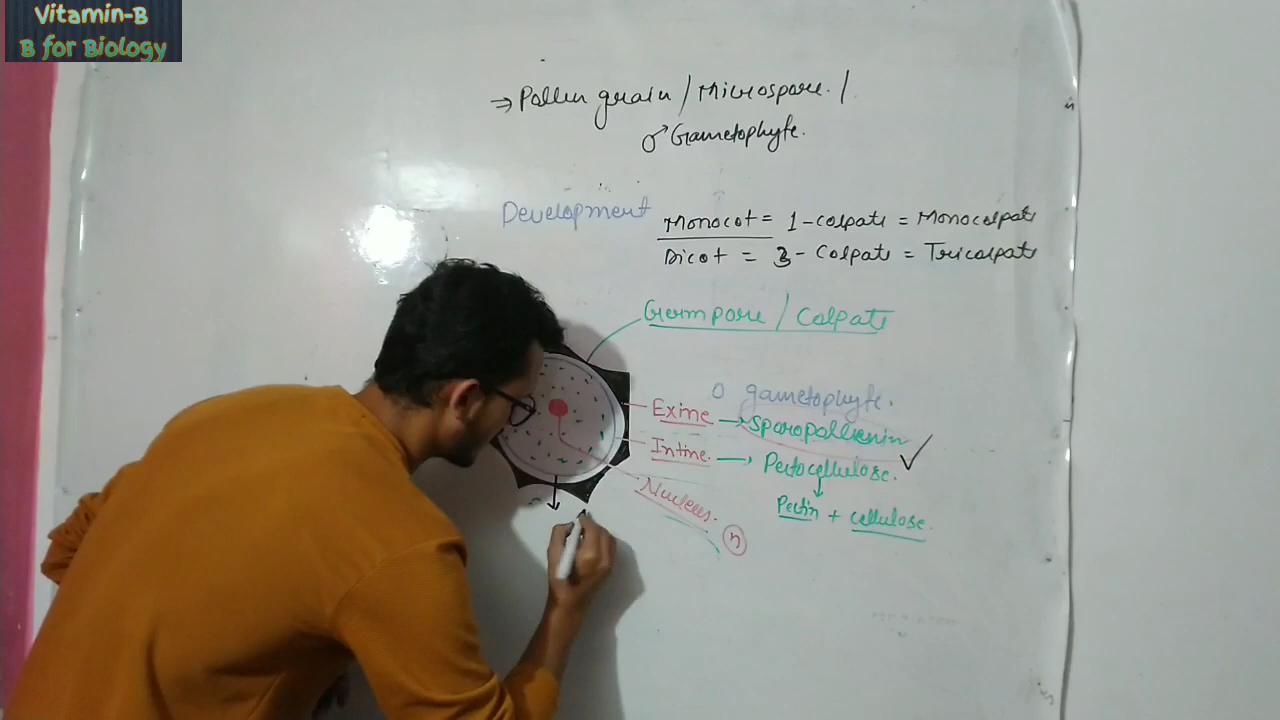 Vitamin-B
B for Biology
⇒ Pollen grain / Microspore. /
♂ Gametophyte.
Development
Monocot = 1-colpate = Monocolpate
Dicot = 3-Colpate = Tricolpate
Germpore / Colpate
gametophyte.
Exine → Sporopollenin ✓
Intine. → Pectocellulose.
↓
Pectin + cellulose.
Nucleus. n